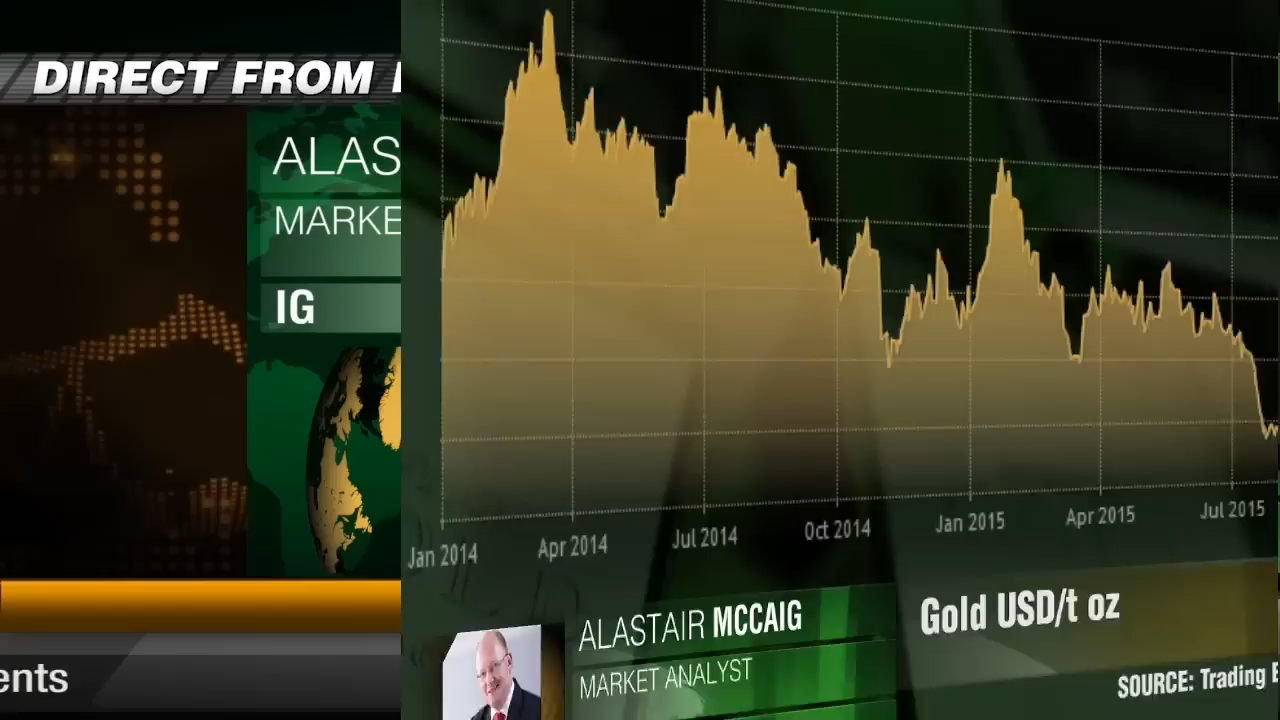 DIRECT FROM
ALAS
MARKE
IG
ents
Jan 2014 Apr 2014 Jul 2014 Oct 2014 Jan 2015 Apr 2015 Jul 2015
ALASTAIR MCCAIG
MARKET ANALYST
Gold USD/t oz
SOURCE: Trading E